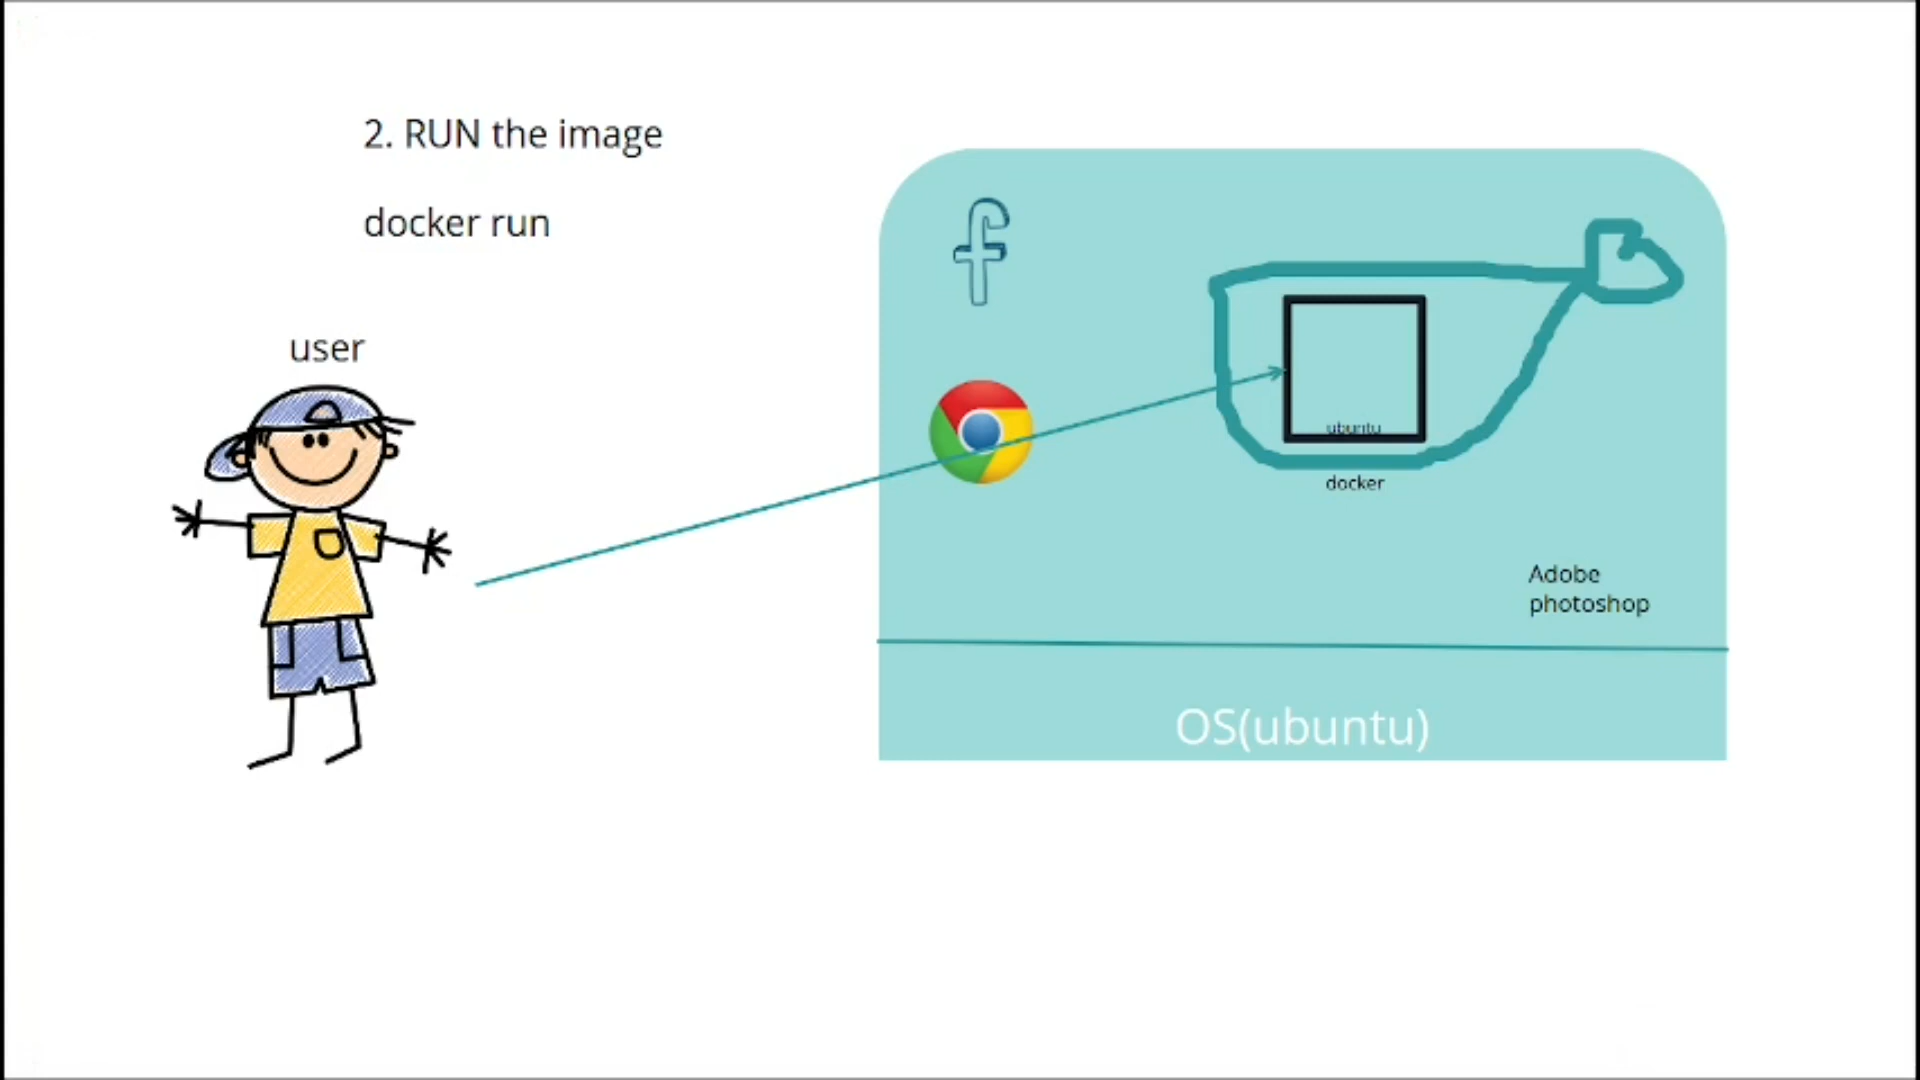 2. RUN the image
docker run
user
f
ubuntu
docker
Adobe
photoshop
OS(ubuntu)